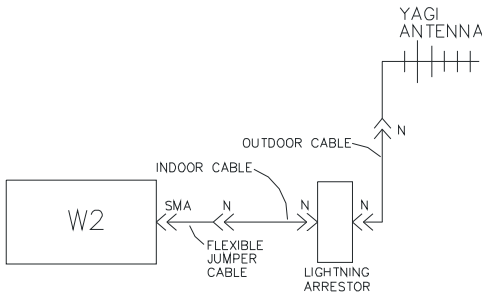 YAGI
ANTENNA
N
OUTDOOR CABLE
INDOOR CABLE
SMA
N
N
N
W2
FLEXIBLE
JUMPER
CABLE
LIGHTNING
ARRESTOR